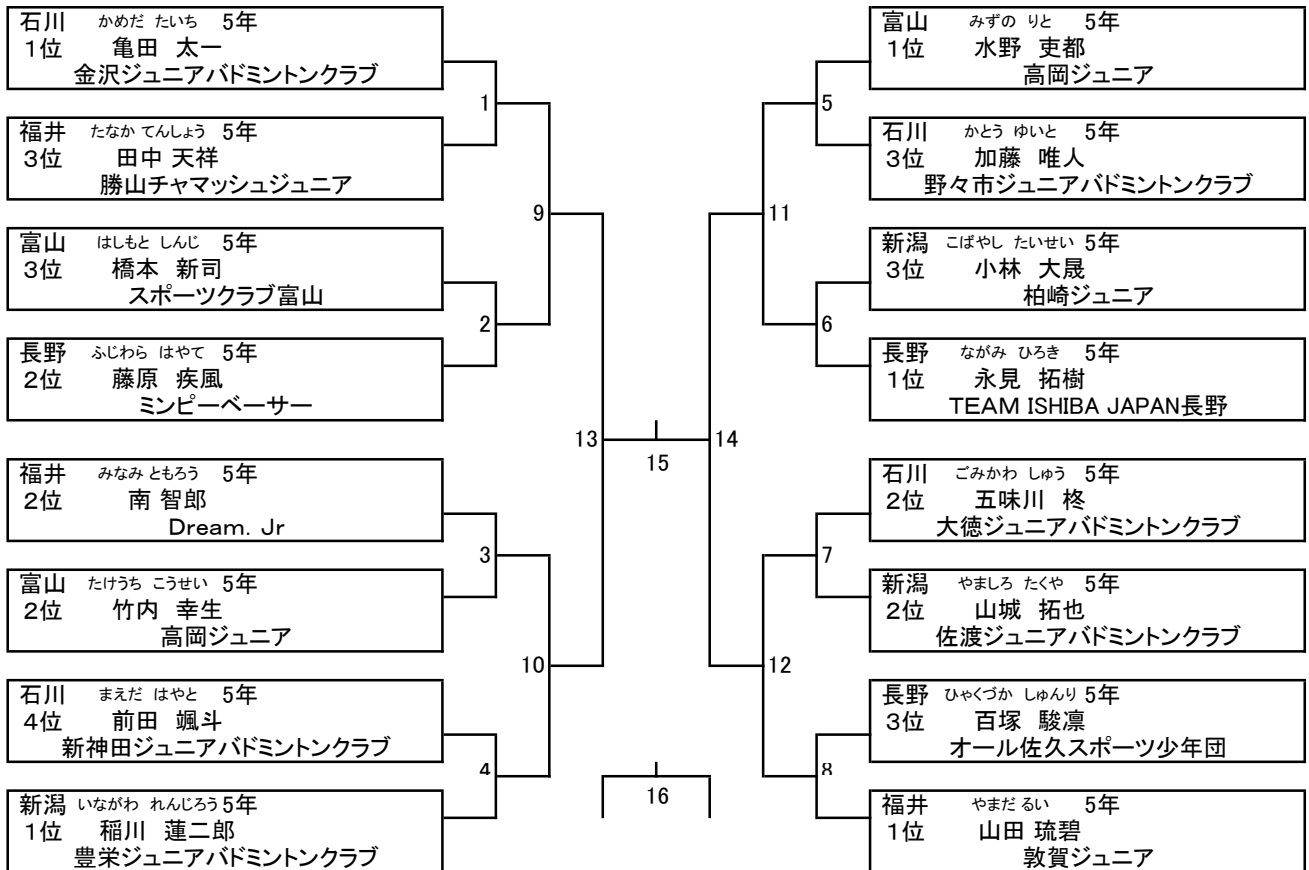 石川 かめだ たいち 5年
1位 亀田 太一
金沢ジュニアバドミントンクラブ
福井 たなか てんしょう 5年
3位 田中 天祥
勝山チャマッシュジュニア
富山 はしもと しんじ 5年
3位 橋本 新司
スポーツクラブ富山
長野 ふじわら はやて 5年
2位 藤原 疾風
ミンピーベーサー
福井 みなみ ともろう 5年
2位 南 智郎
Dream. Jr
富山 たけうち こうせい 5年
2位 竹内 幸生
高岡ジュニア
石川 まえだ はやと 5年
4位 前田 颯斗
新神田ジュニアバドミントンクラブ
新潟 いながわ れんじろう 5年
1位 稲川 蓮二郎
豊栄ジュニアバドミントンクラブ
1
2
3
4
9
10
13
15
16
14
11
12
5
6
7
8
富山 みずの りと 5年
1位 水野 吏都
高岡ジュニア
石川 かとう ゆいと 5年
3位 加藤 唯人
野々市ジュニアバドミントンクラブ
新潟 こばやし たいせい 5年
3位 小林 大晟
柏崎ジュニア
長野 ながみ ひろき 5年
1位 永見 拓樹
TEAM ISHIBA JAPAN長野
石川 ごみかわ しゅう 5年
2位 五味川 柊
大徳ジュニアバドミントンクラブ
新潟 やましろ たくや 5年
2位 山城 拓也
佐渡ジュニアバドミントンクラブ
長野 ひゃくづか しゅんり 5年
3位 百塚 駿凛
オール佐久スポーツ少年団
福井 やまだ るい 5年
1位 山田 琉碧
敦賀ジュニア